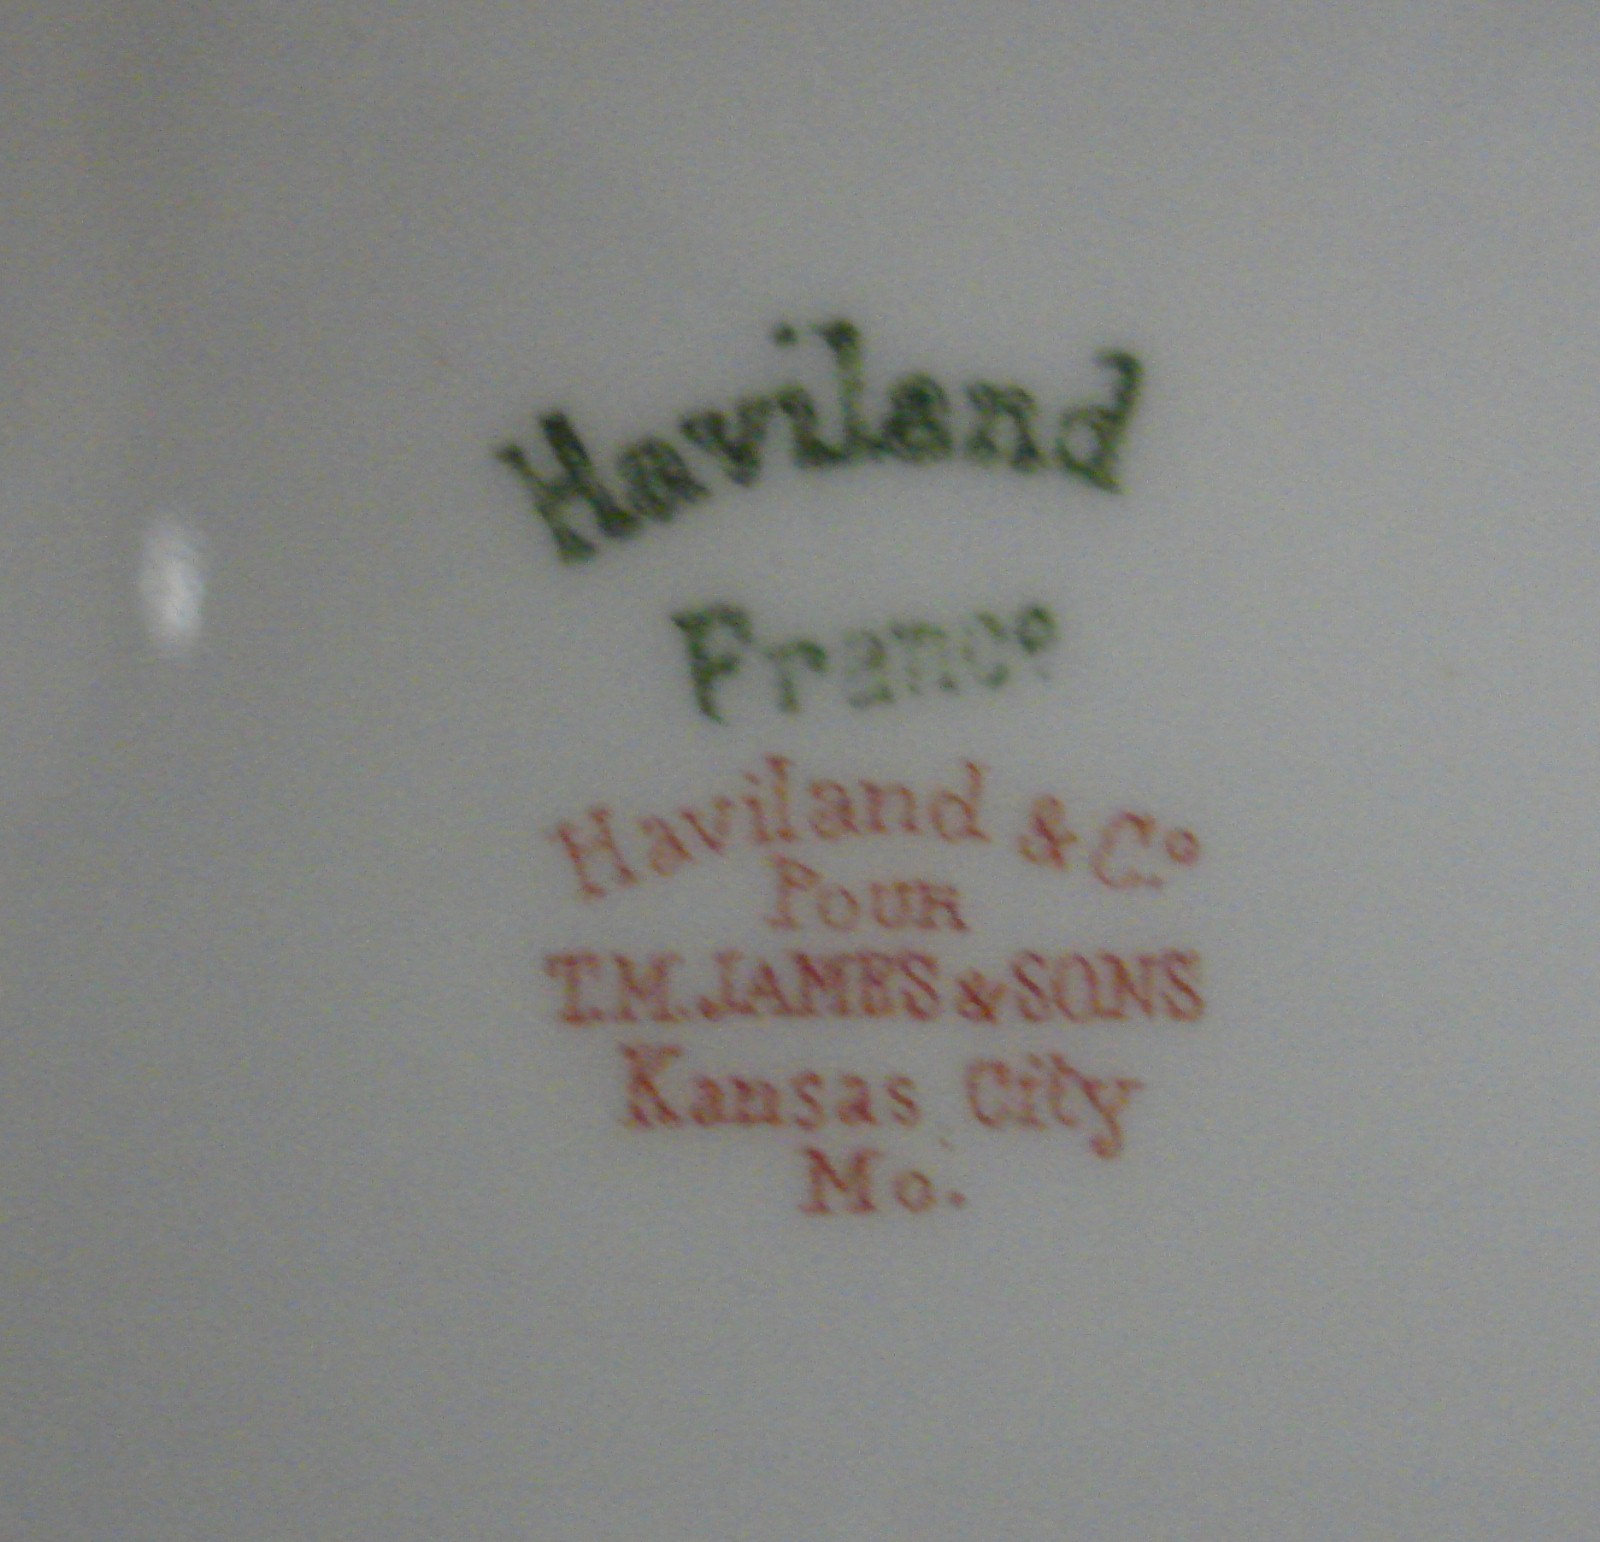 Haviland
France
Haviland & Co
POUR
T.M.JAMES & SONS
Kansas City
Mo.